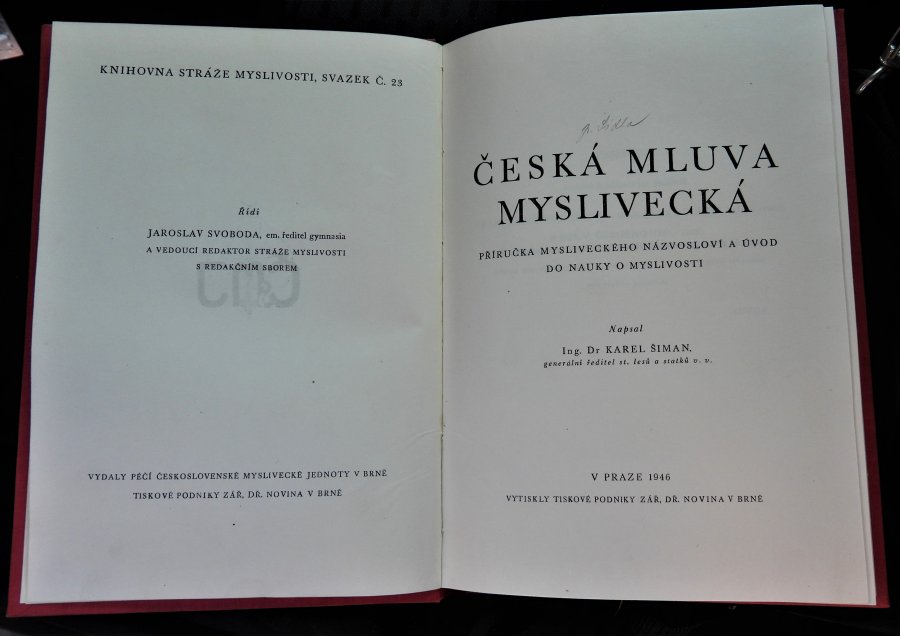 KNIHOVNA STRÁŽE MYSLIVOSTI, SVAZEK Č. 23
Řídí
JAROSLAV SVOBODA, em. ředitel gymnasia
A VEDOUCÍ REDAKTOR STRÁŽE MYSLIVOSTI
S REDAKČNÍM SBOREM
VYDALY PÉČÍ ČESKOSLOVENSKÉ MYSLIVECKÉ JEDNOTY V BRNĚ
TISKOVÉ PODNIKY ZÁŘ, DŘ. NOVINA V BRNĚ
ČESKÁ MLUVA
MYSLIVECKÁ
PŘÍRUČKA MYSLIVECKÉHO NÁZVOSLOVÍ A ÚVOD
DO NAUKY O MYSLIVOSTI
Napsal
Ing. Dr KAREL ŠIMAN,
generální ředitel st. lesů a statků v. v.
V PRAZE 1946
VYTISKLY TISKOVÉ PODNIKY ZÁŘ, DŘ. NOVINA V BRNĚ